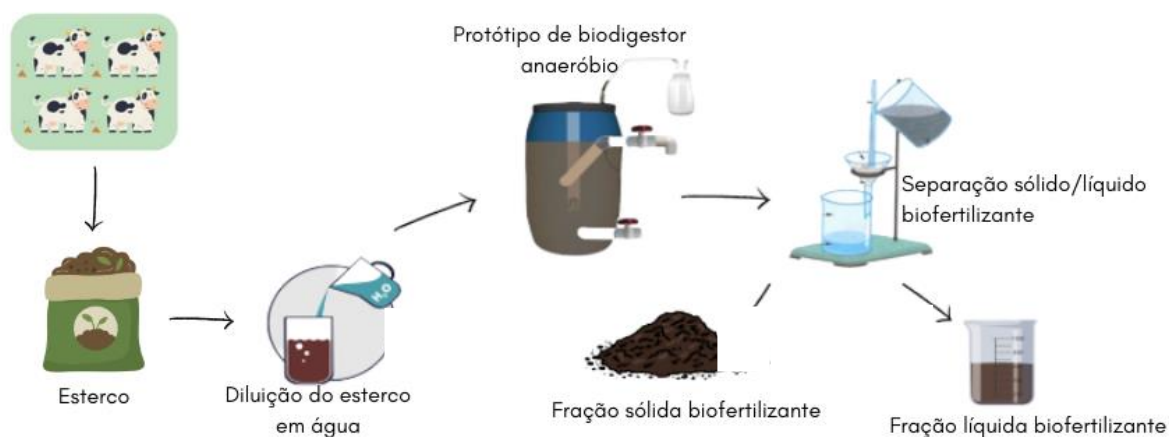 Protótipo de biodigestor
anaeróbio
Separação sólido/líquido
biofertilizante
H₂O
Esterco
Diluição do esterco
em água
Fração sólida biofertilizante
Fração líquida biofertilizante